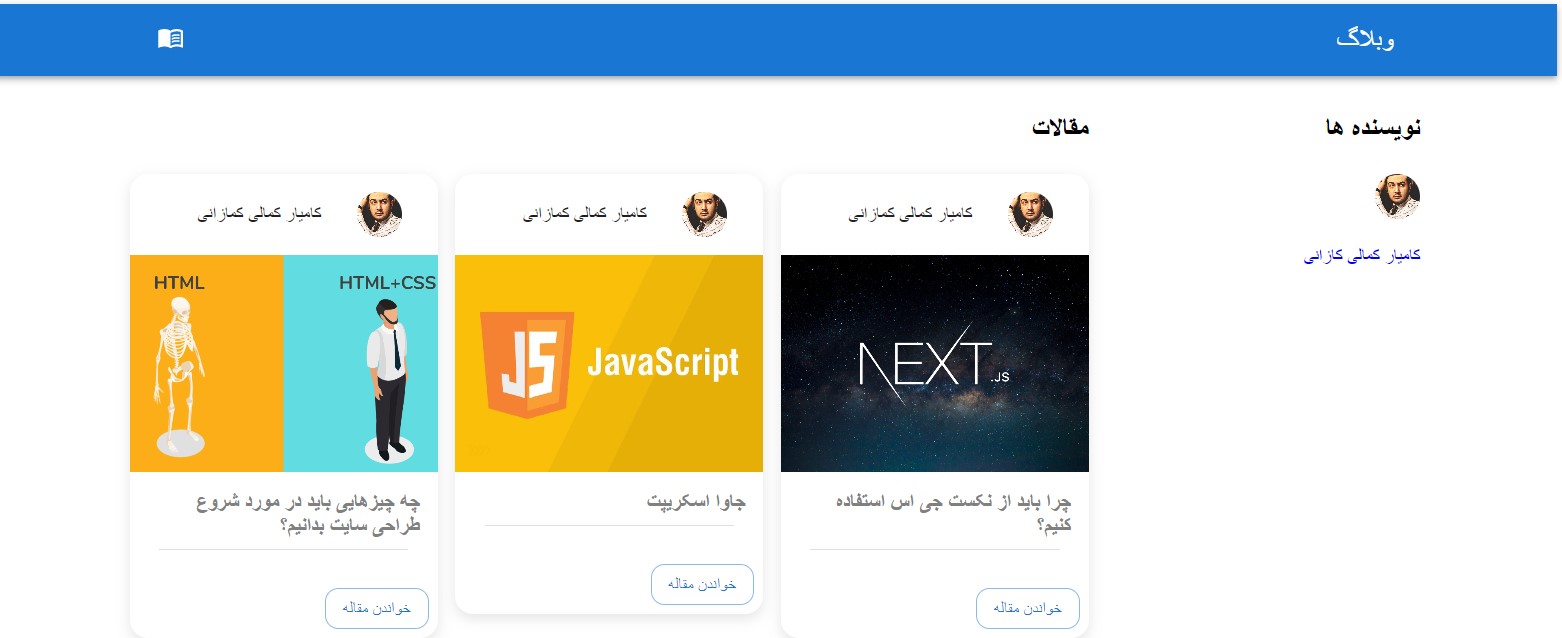 وبلاگ
نویسنده ها
کامیار کمالی کازانی
مقالات
کامیار کمالی کمازانی
NEXT.JS
چرا باید از نکست جی اس استفاده
کنیم؟
خواندن مقاله
کامیار کمالی کمازانی
JS JavaScript
جاوا اسکریپت
خواندن مقاله
کامیار کمالی کمازانی
HTML
HTML+CSS
چه چیزهایی باید در مورد شروع
طراحی سایت بدانیم؟
خواندن مقاله